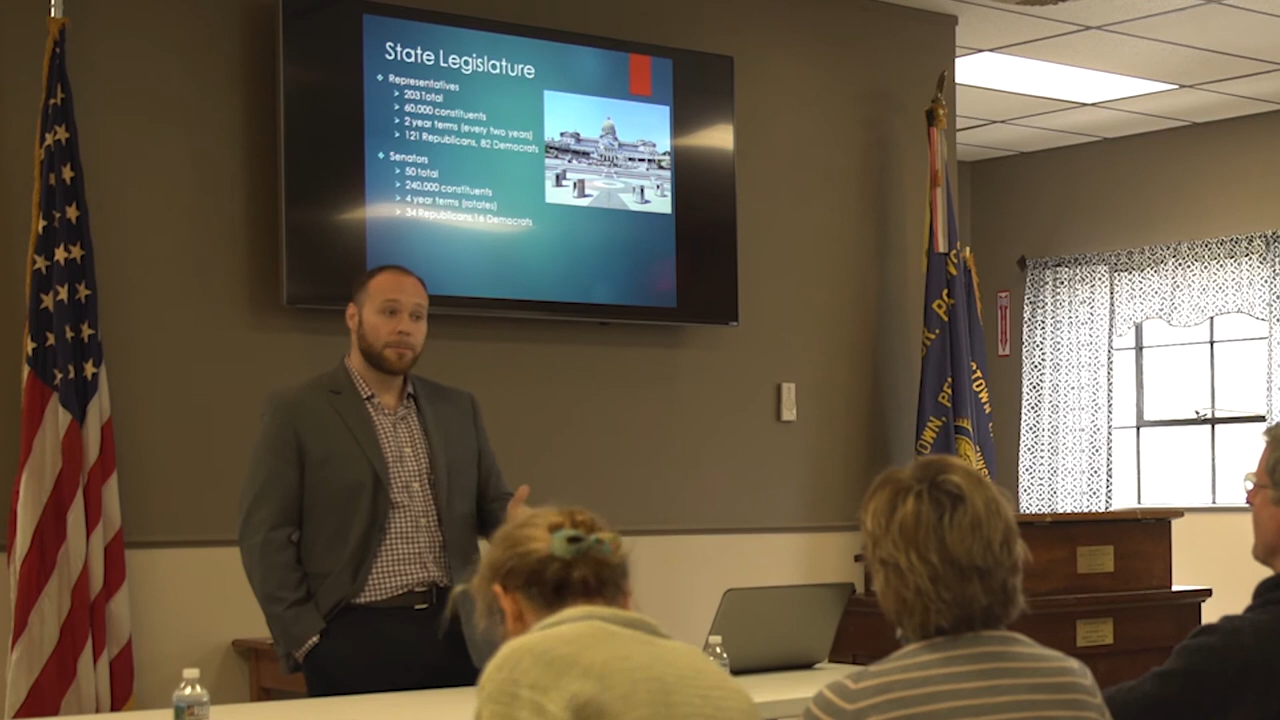 State Legislature
Representatives
203 Total
60,000 constituents
2 year terms (every two years)
121 Republicans, 82 Democrats
Senators
50 total
240,000 constituents
4 year terms (rotates)
34 Republicans, 16 Democrats